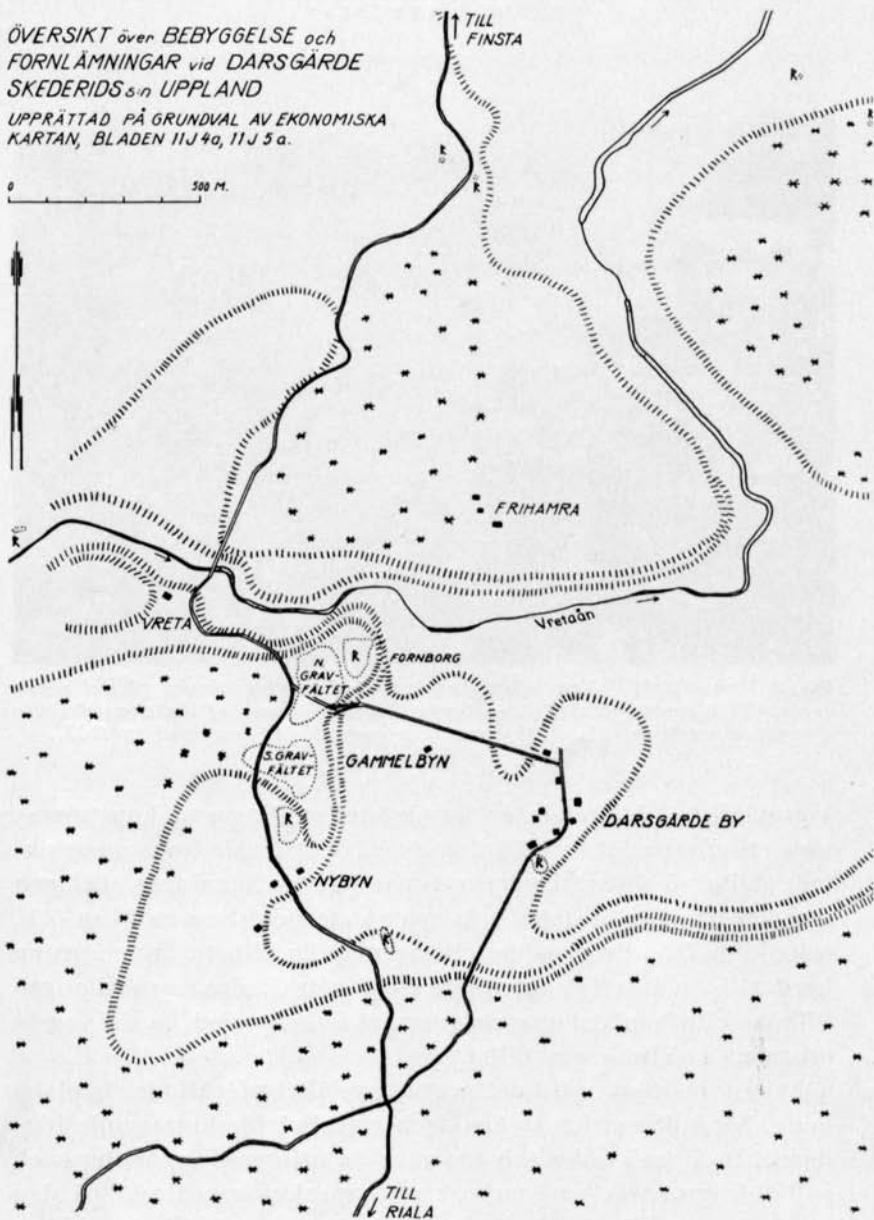 ÖVERSIKT över BEBYGGELSE och
FORNLÄMNINGAR vid DARSGÄRDE
SKEDERIDS s:n UPPLAND
UPPRÄTTAD PÅ GRUNDVAL AV EKONOMISKA
KARTAN, BLADEN 11J 4a, 11J 5a.
0 500 M.
TILL
FINSTA
R
R
R
R
R
FRIHAMRA
VRETA
Vretaån
N.
GRAV-
FÄLTET
R
FORNBORG
S. GRAV-
FÄLTET
GAMMELBYN
R
DARSGÄRDE BY
R
NYBYN
R
TILL
RIALA